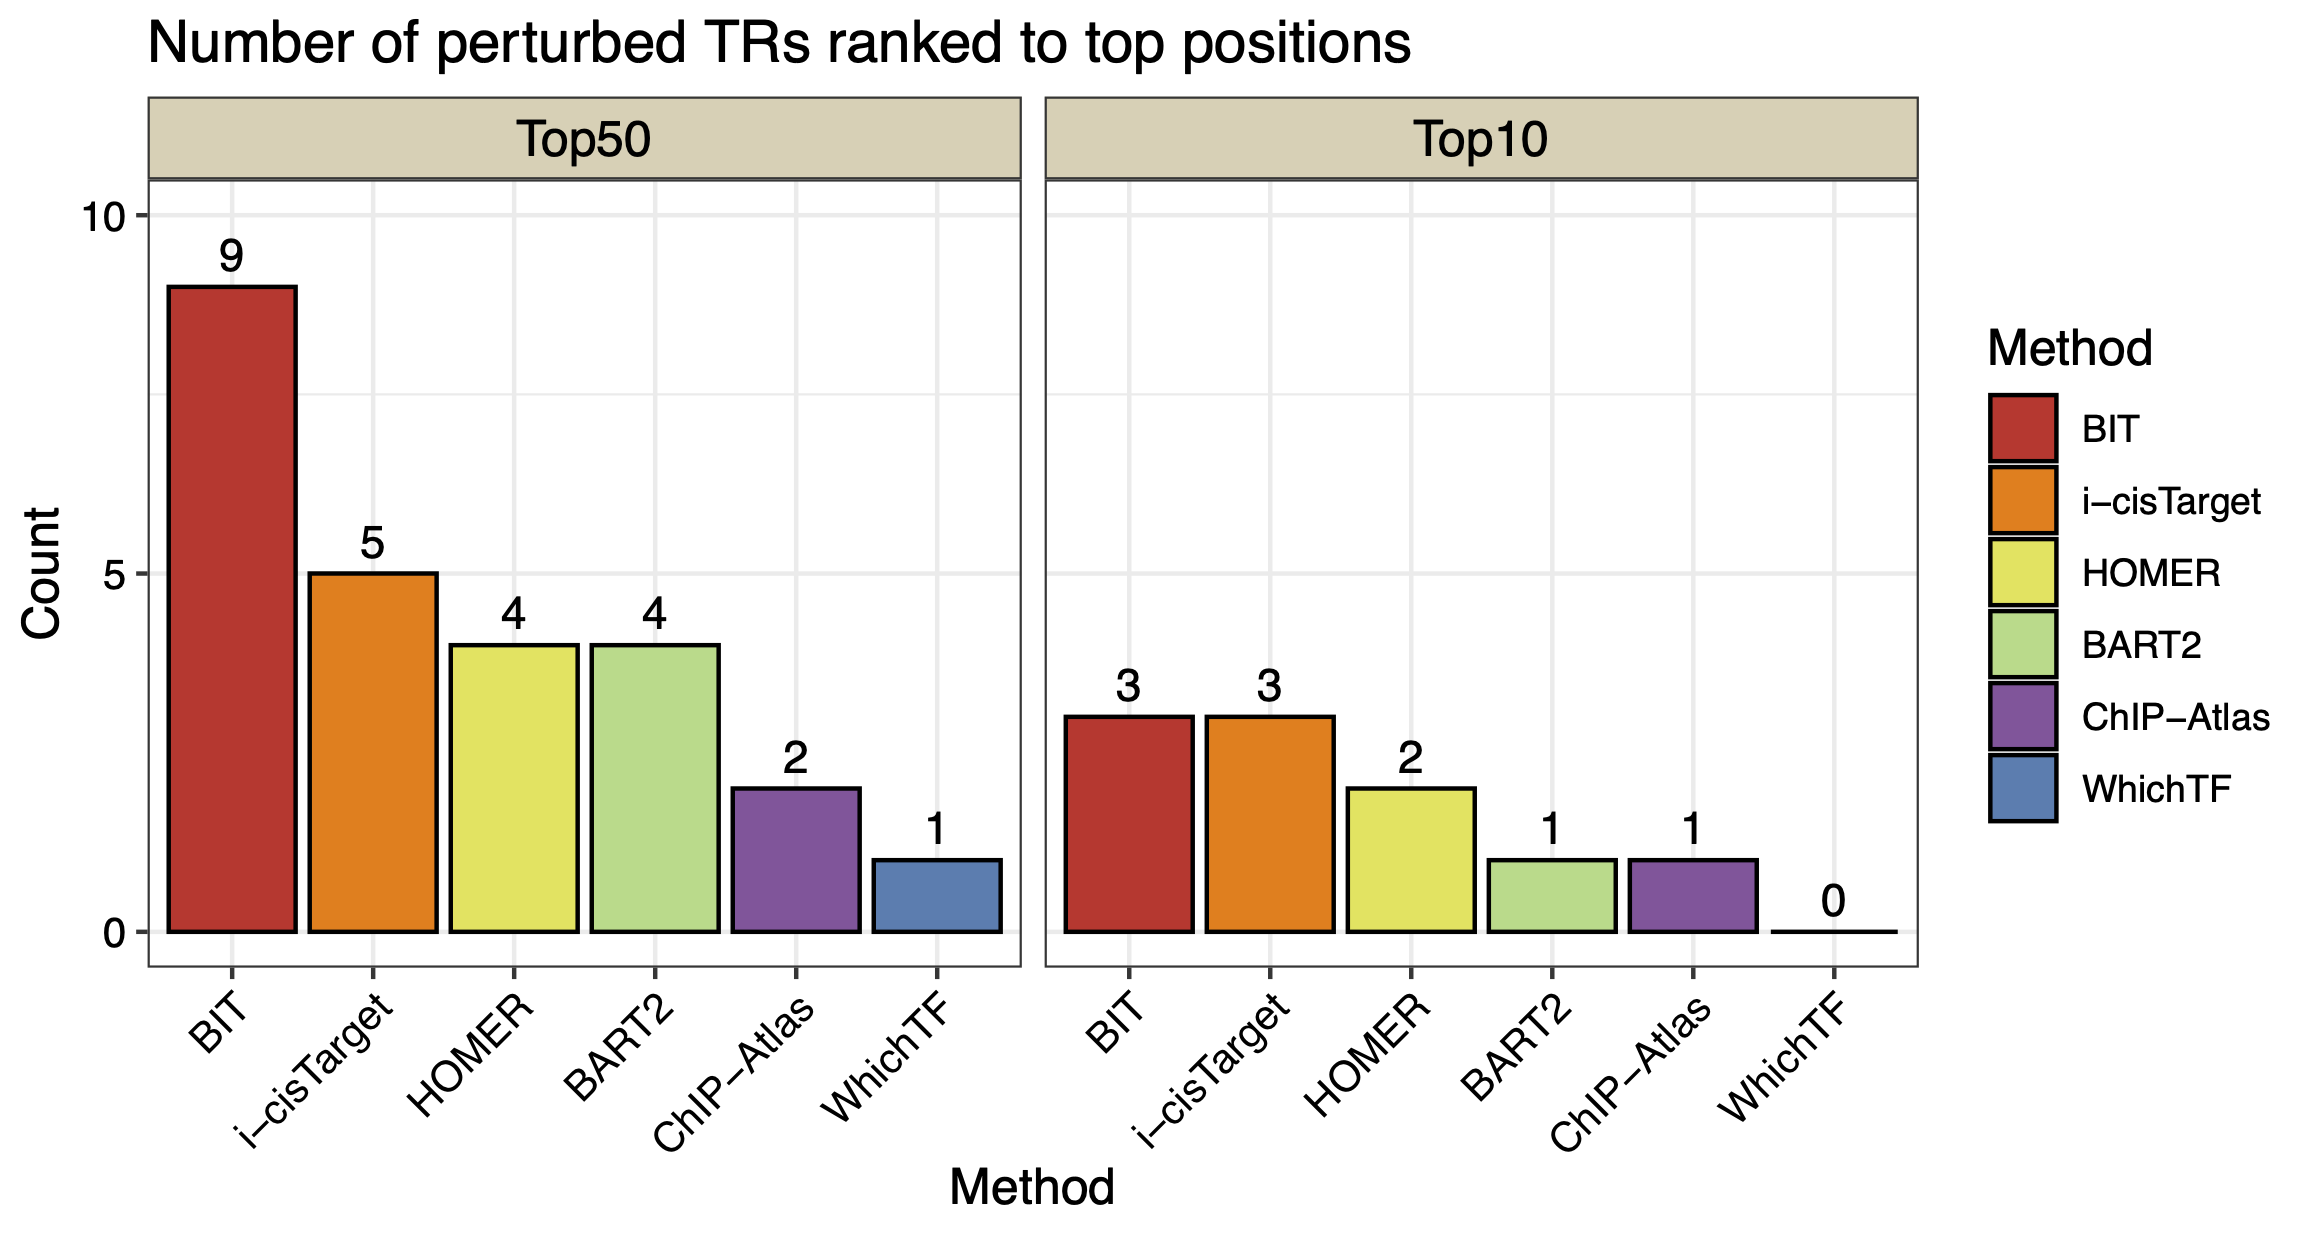 Number of perturbed TRs ranked to top positions
Top50
Top10
10
5
0
Count
9
5
4
4
2
1
3
3
2
1
1
0
BIT
i−cisTarget
HOMER
BART2
ChIP−Atlas
WhichTF
BIT
i−cisTarget
HOMER
BART2
ChIP−Atlas
WhichTF
Method
Method
BIT
i−cisTarget
HOMER
BART2
ChIP−Atlas
WhichTF